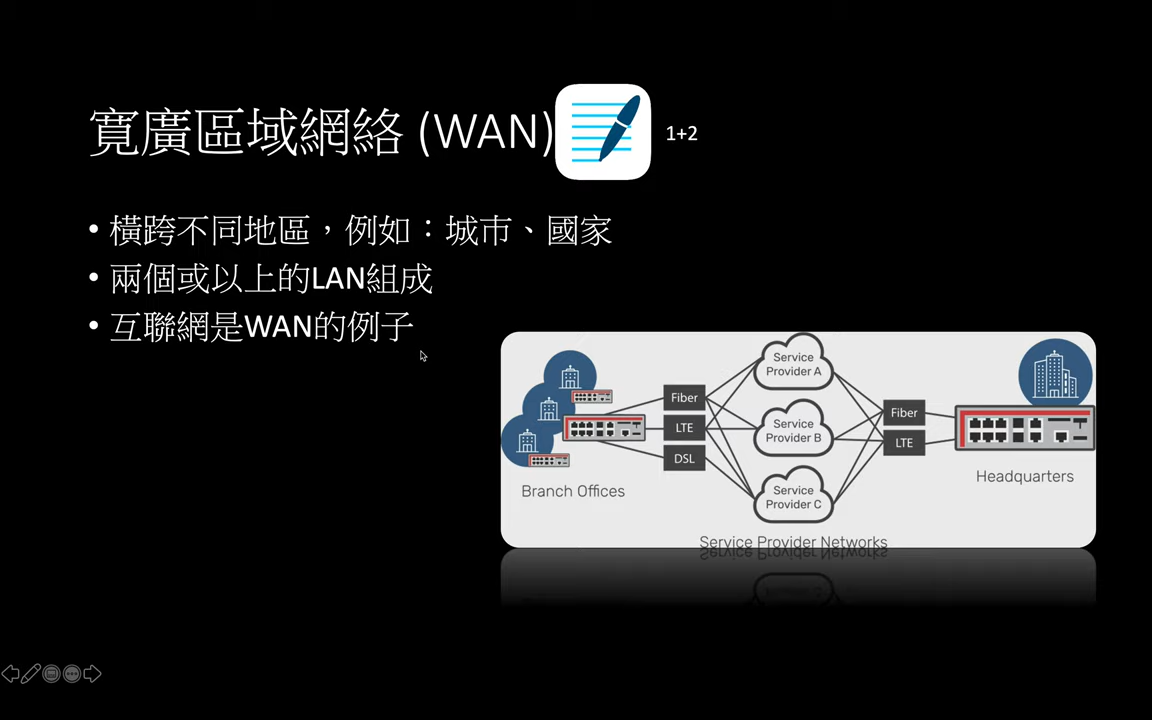 寬廣區域網絡 (WAN)
1+2
• 橫跨不同地區，例如：城市、國家
• 兩個或以上的LAN組成
• 互聯網是WAN的例子
Service
Provider A
Fiber
LTE
DSL
Service
Provider B
Service
Provider C
Fiber
LTE
Branch Offices
Headquarters
Service Provider Networks